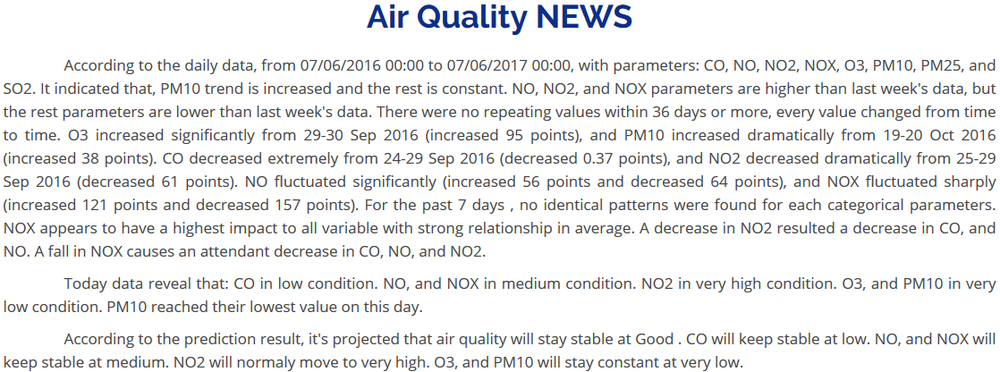 Air Quality NEWS
According to the daily data, from 07/06/2016 00:00 to 07/06/2017 00:00, with parameters: CO, NO, NO2, NOX, O3, PM10, PM25, and
SO2. It indicated that, PM10 trend is increased and the rest is constant. NO, NO2, and NOX parameters are higher than last week's data, but
the rest parameters are lower than last week's data. There were no repeating values within 36 days or more, every value changed from time
to time. O3 increased significantly from 29-30 Sep 2016 (increased 95 points), and PM10 increased dramatically from 19-20 Oct 2016
(increased 38 points). CO decreased extremely from 24-29 Sep 2016 (decreased 0.37 points), and NO2 decreased dramatically from 25-29
Sep 2016 (decreased 61 points). NO fluctuated significantly (increased 56 points and decreased 64 points), and NOX fluctuated sharply
(increased 121 points and decreased 157 points). For the past 7 days , no identical patterns were found for each categorical parameters.
NOX appears to have a highest impact to all variable with strong relationship in average. A decrease in NO2 resulted a decrease in CO, and
NO. A fall in NOX causes an attendant decrease in CO, NO, and NO2.
Today data reveal that: CO in low condition. NO, and NOX in medium condition. NO2 in very high condition. O3, and PM10 in very
low condition. PM10 reached their lowest value on this day.
According to the prediction result, it's projected that air quality will stay stable at Good . CO will keep stable at low. NO, and NOX will
keep stable at medium. NO2 will normaly move to very high. O3, and PM10 will stay constant at very low.